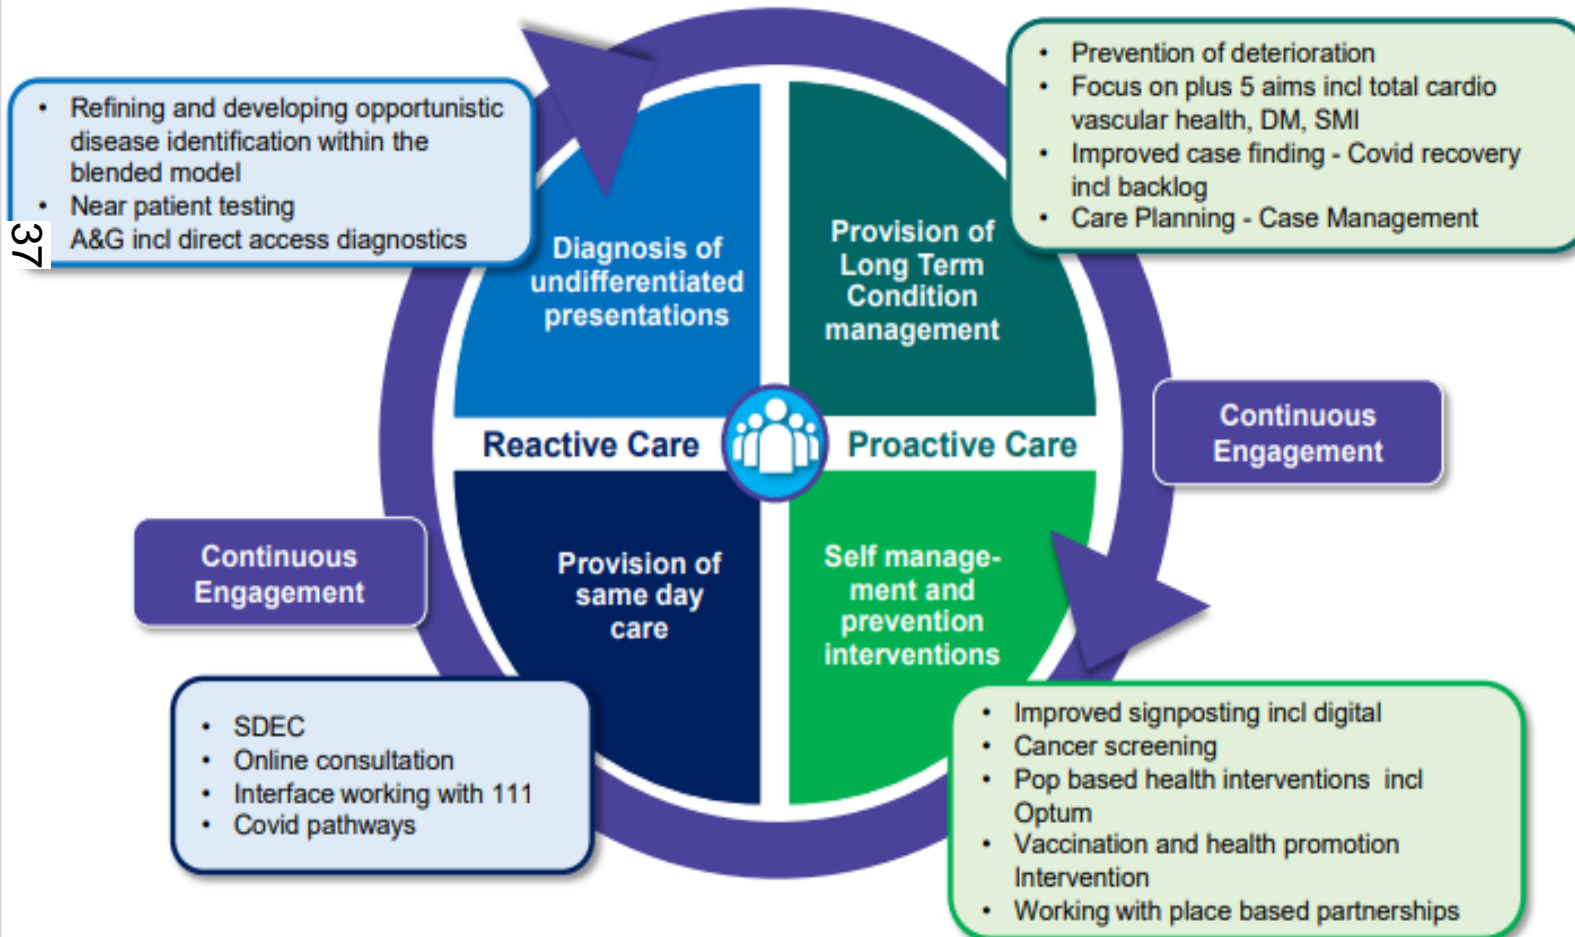 • Refining and developing opportunistic
disease identification within the
blended model
• Near patient testing
A&G incl direct access diagnostics
37
• Prevention of deterioration
• Focus on plus 5 aims incl total cardio
vascular health, DM, SMI
• Improved case finding - Covid recovery
incl backlog
• Care Planning - Case Management
Diagnosis of
undifferentiated
presentations
Provision of
Long Term
Condition
management
Reactive Care
Proactive Care
Continuous
Engagement
Continuous
Engagement
Provision of
same day
care
Self manage-
ment and
prevention
interventions
• SDEC
• Online consultation
• Interface working with 111
• Covid pathways
• Improved signposting incl digital
• Cancer screening
• Pop based health interventions incl
Optum
• Vaccination and health promotion
Intervention
• Working with place based partnerships